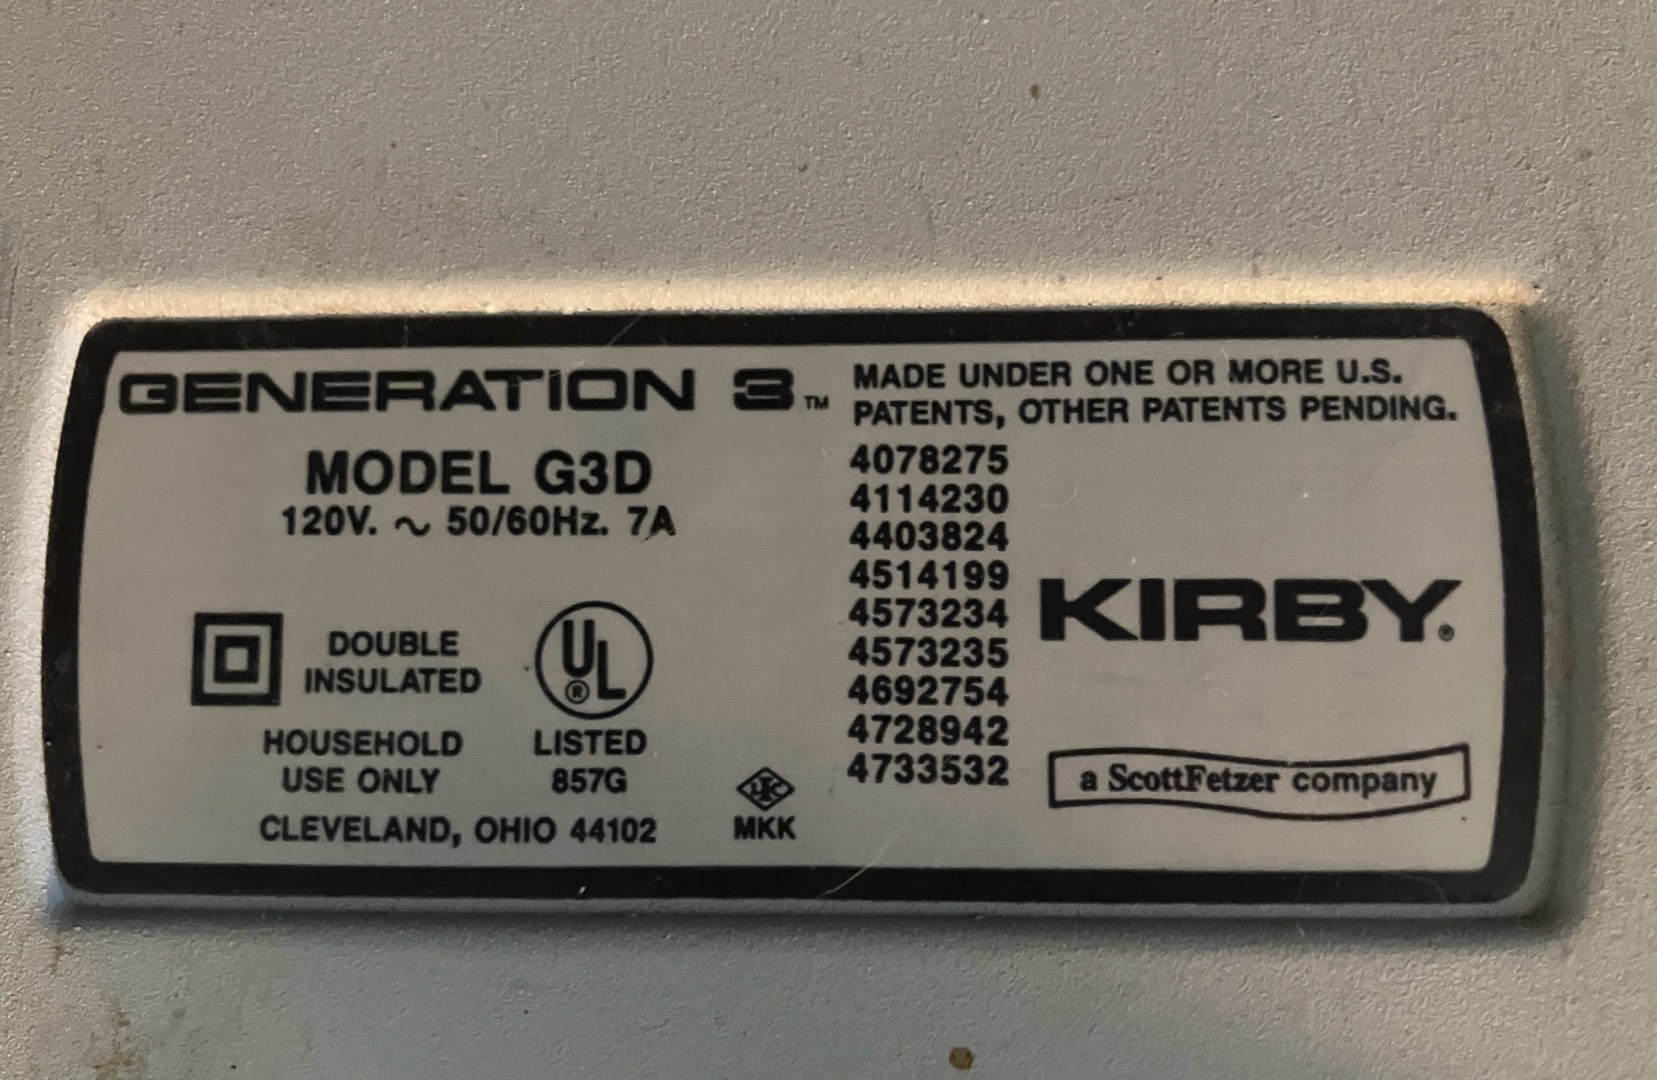 GENERATION 3™
MODEL G3D
120V. ~ 50/60Hz. 7A
DOUBLE
INSULATED
UL®
HOUSEHOLD
USE ONLY
LISTED
857G
CLEVELAND, OHIO 44102
MKK
MADE UNDER ONE OR MORE U.S.
PATENTS, OTHER PATENTS PENDING.
4078275
4114230
4403824
4514199
4573234
4573235
4692754
4728942
4733532
KIRBY®
a ScottFetzer company